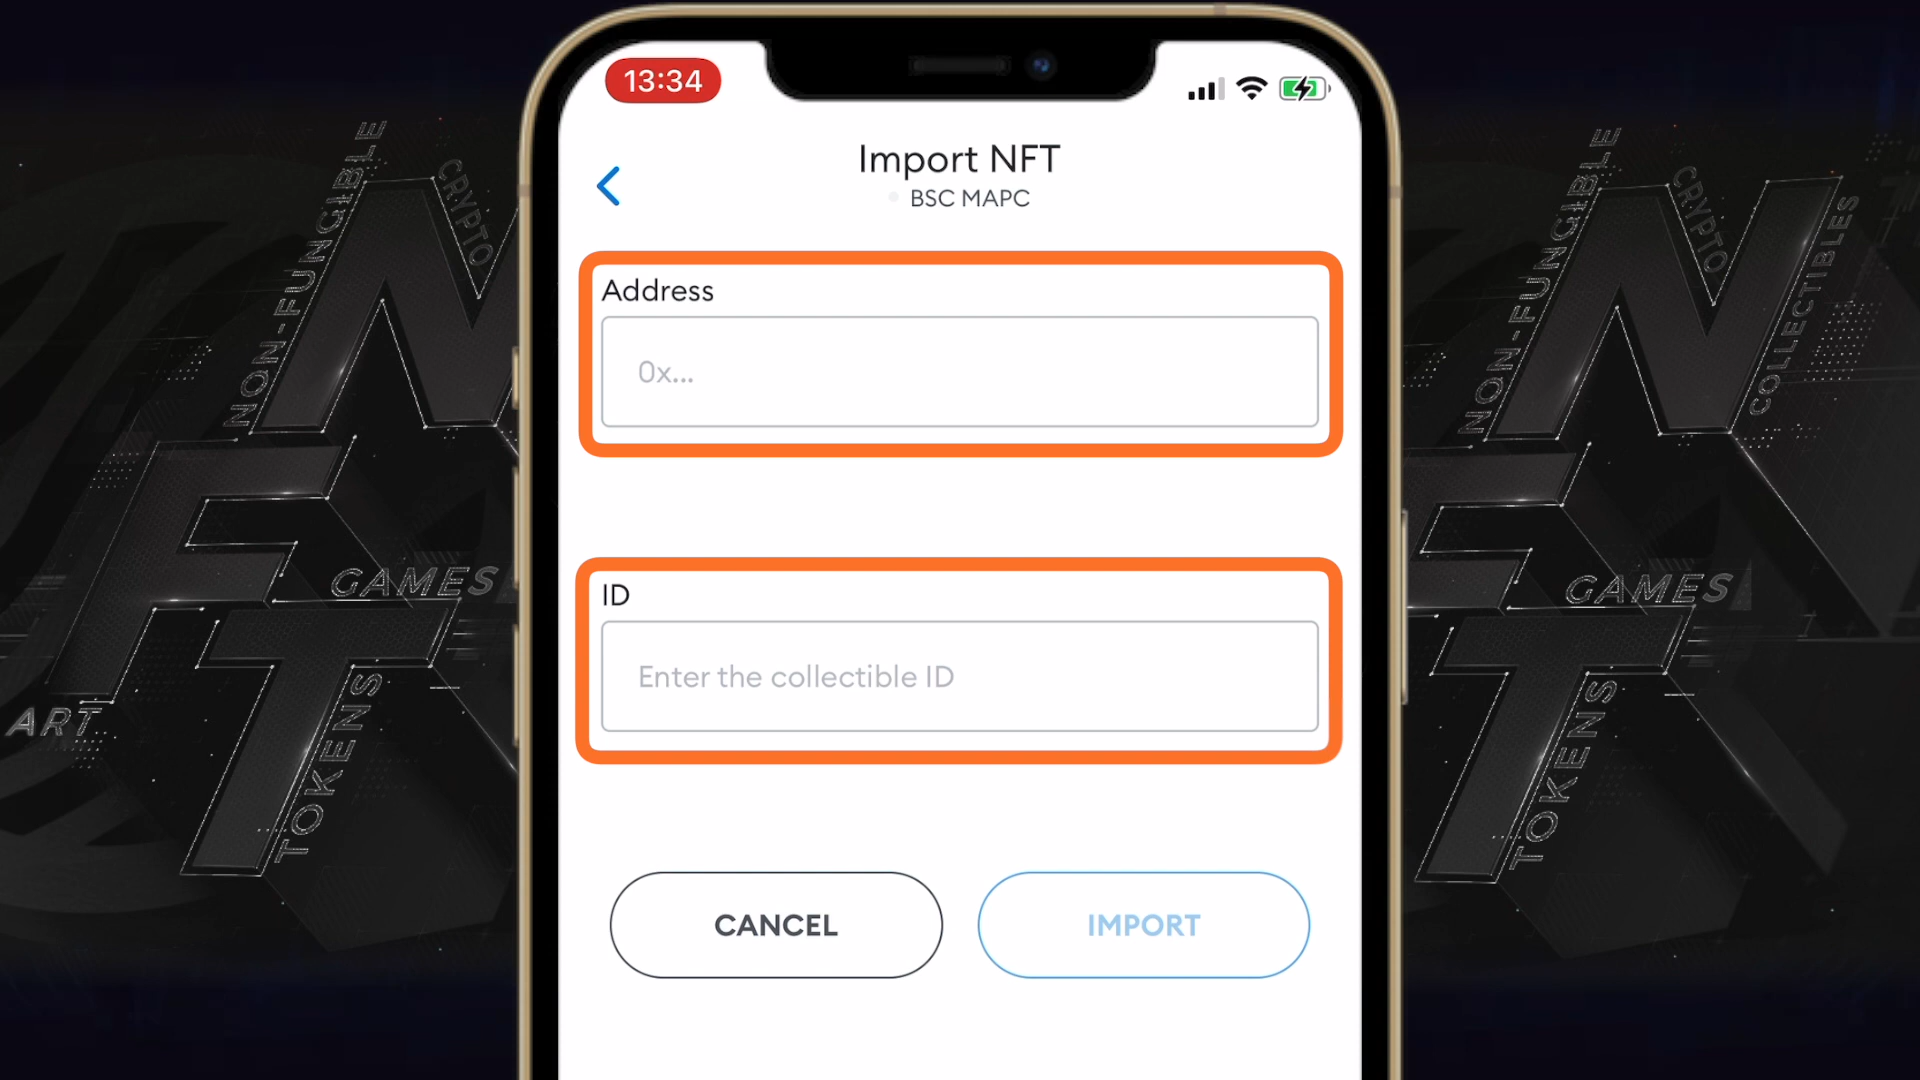 13:34
Import NFT
BSC MAPC
Address
0x...
ID
Enter the collectible ID
CANCEL
IMPORT
NON-FUNGIBLE
CRYPTO
N
F
GAMES
T
ART
TOKENS
NON-FUNGIBLE
CRYPTO
N
COLLECTIBLES
F
GAMES
T
TOKENS